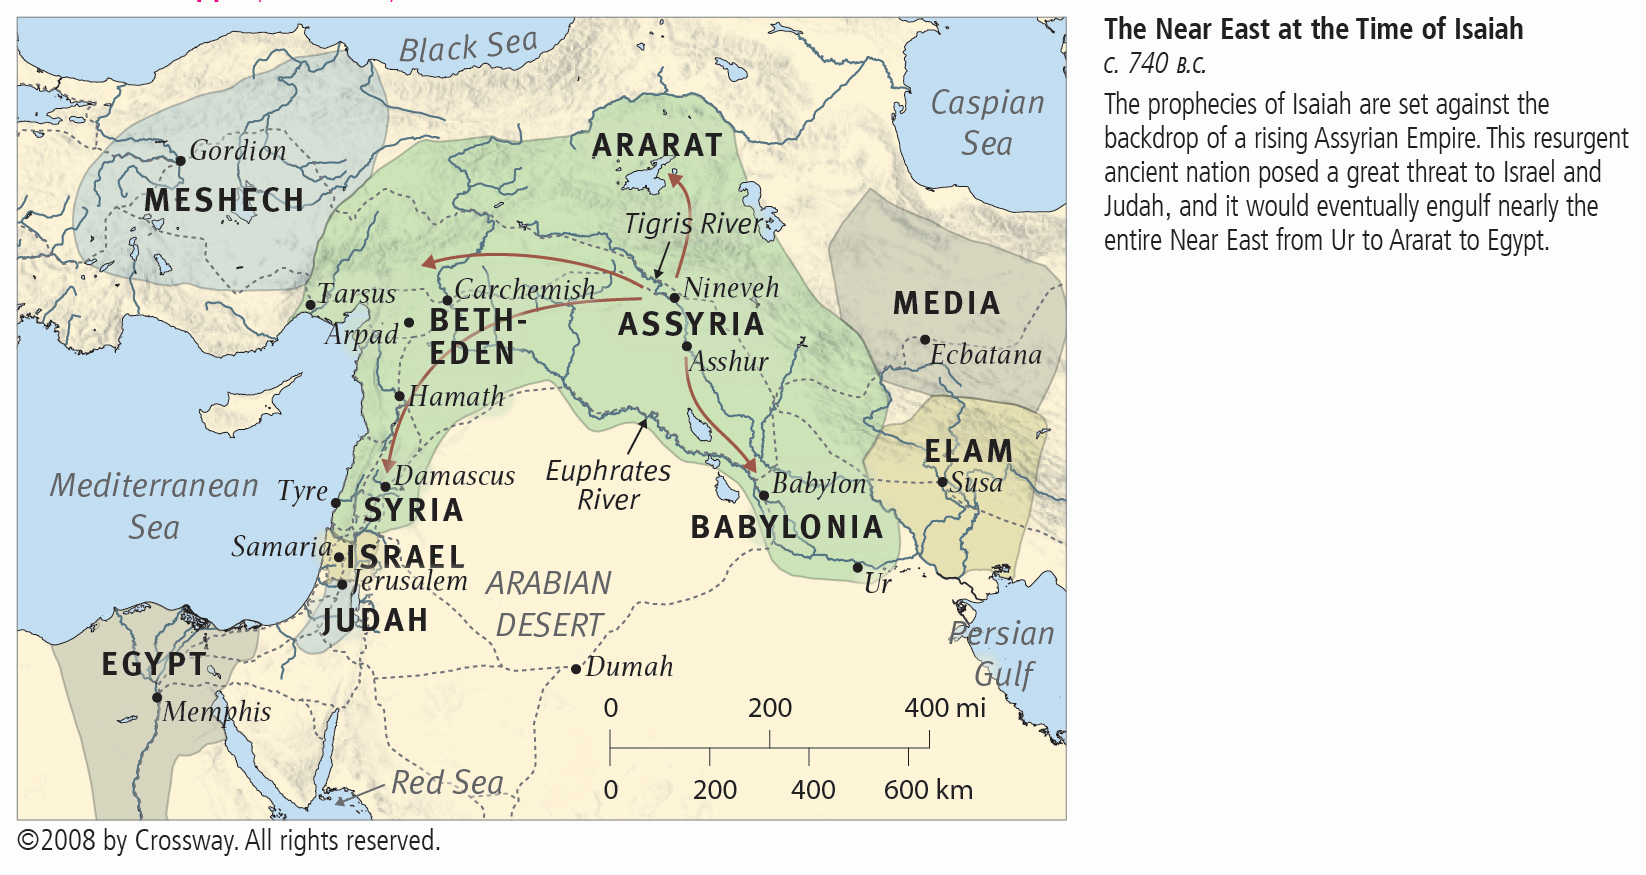 Black Sea
Caspian
Sea
ARARAT
Gordion
MESHECH
Tigris River
Tarsus
Carchemish
Nineveh
MEDIA
Arpad
BETH-
EDEN
ASSYRIA
Ecbatana
Asshur
Hamath
ELAM
Mediterranean
Sea
Tyre
Damascus
Euphrates
River
Babylon
Susa
SYRIA
BABYLONIA
Samaria
ISRAEL
Jerusalem
ARABIAN
DESERT
Ur
JUDAH
Persian
Gulf
EGYPT
Dumah
Memphis
0 200 400 mi
Red Sea
0 200 400 600 km
©2008 by Crossway. All rights reserved.
The Near East at the Time of Isaiah
c. 740 B.C.
The prophecies of Isaiah are set against the
backdrop of a rising Assyrian Empire. This resurgent
ancient nation posed a great threat to Israel and
Judah, and it would eventually engulf nearly the
entire Near East from Ur to Ararat to Egypt.